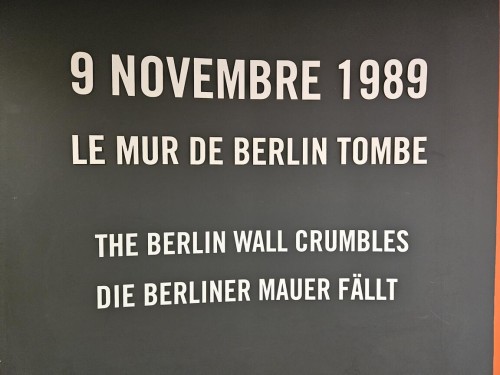 9 NOVEMBRE 1989
LE MUR DE BERLIN TOMBE
THE BERLIN WALL CRUMBLES
DIE BERLINER MAUER FÄLLT